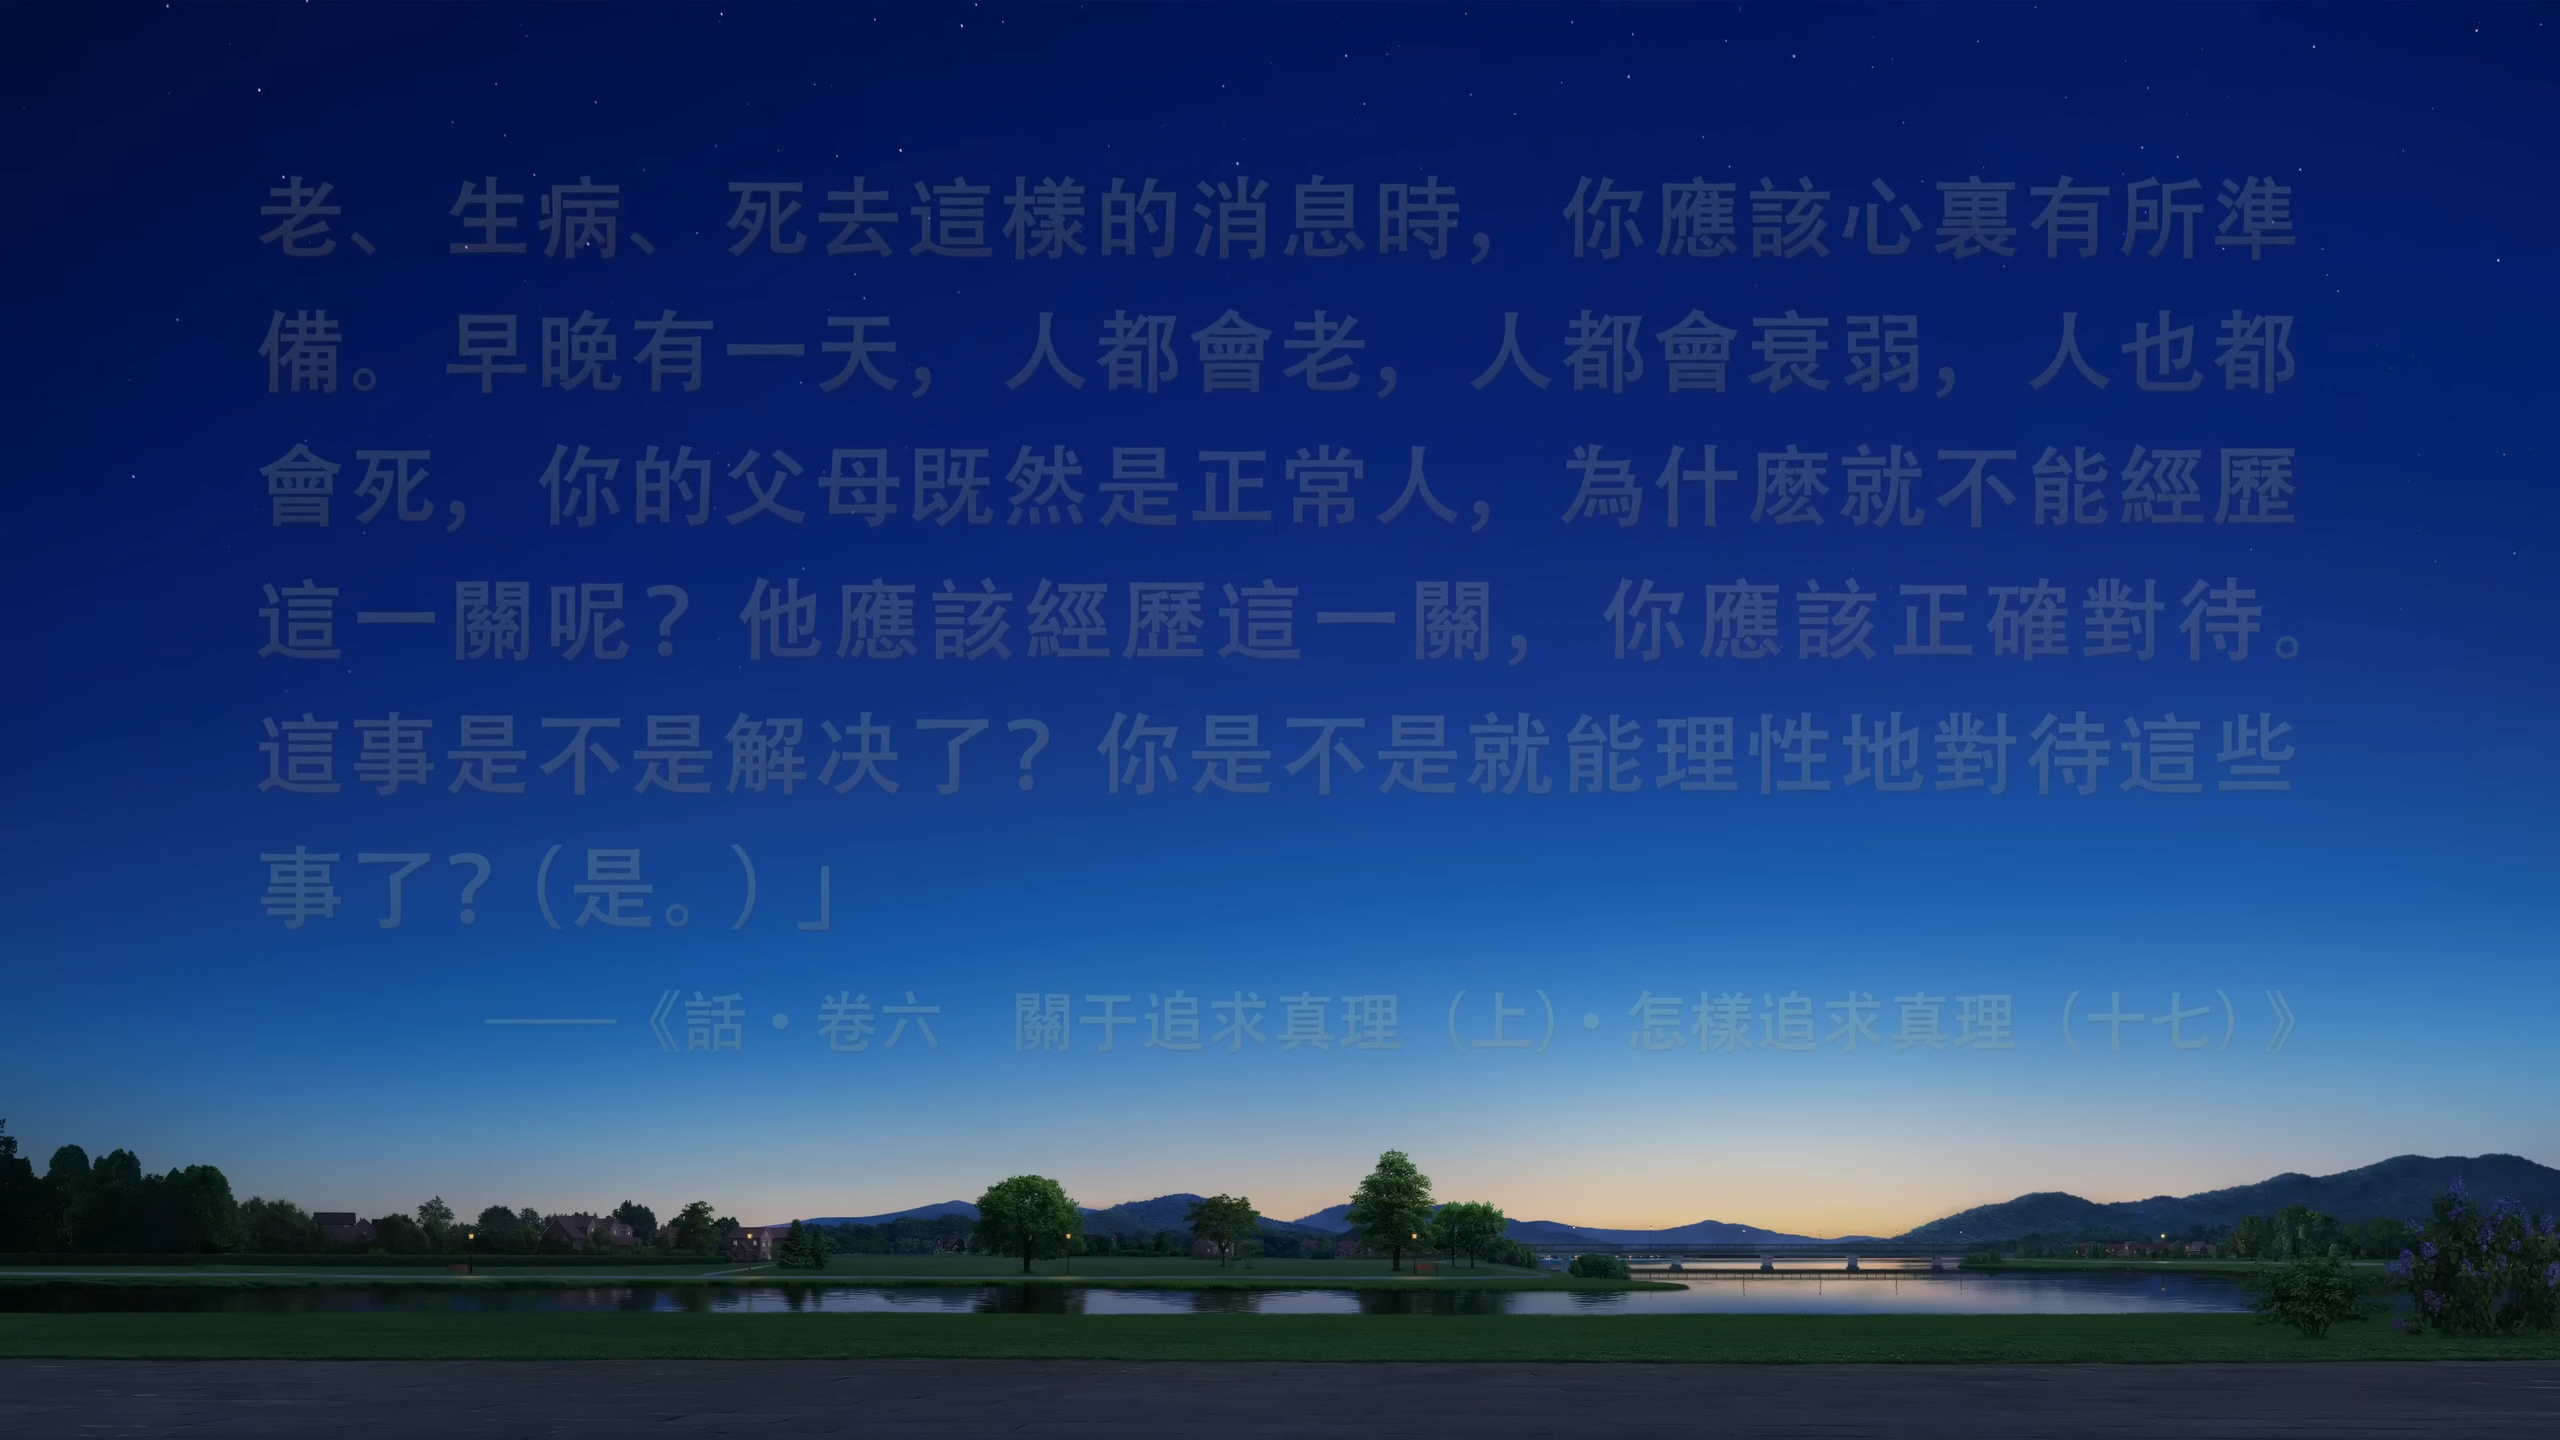 老、生病、死去這樣的消息時，你應該心裏有所準
備。早晚有一天，人都會老，人都會衰弱，人也都
會死，你的父母既然是正常人，為什麽就不能經歷
這一關呢？他應該經歷這一關，你應該正確對待。
這事是不是解决了？你是不是就能理性地對待這些
事了？（是。）」
——《話・卷六　關于追求真理（上）・怎樣追求真理（十七）》